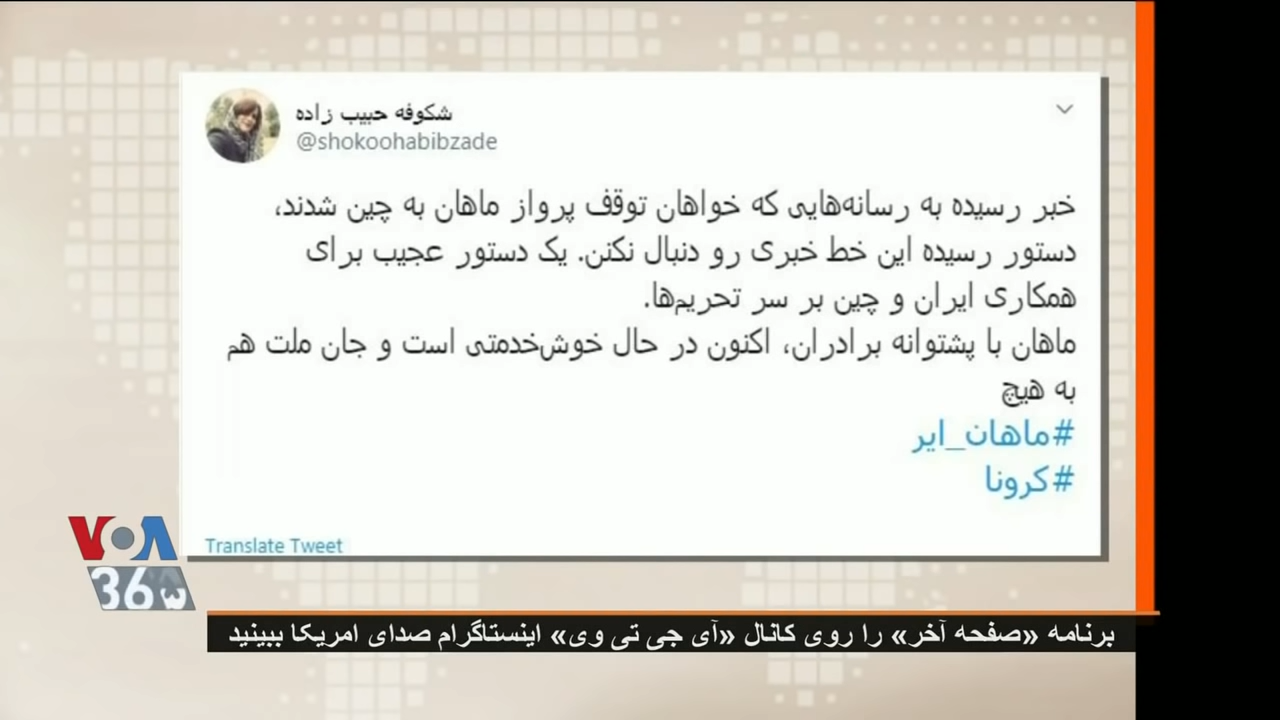 شکوفه حبیب زاده
@shokoohabibzade
خبر رسیده به رسانه‌هایی که خواهان توقف پرواز ماهان به چین شدند،
دستور رسیده این خط خبری رو دنبال نکنن. یک دستور عجیب برای
همکاری ایران و چین بر سر تحریم‌ها.
ماهان با پشتوانه برادران، اکنون در حال خوش‌خدمتی است و جان ملت هم
به هیچ
#ماهان_ایر
#کرونا
Translate Tweet
VOA
36۵
برنامه «صفحه آخر» را روی کانال «آی جی تی وی» اینستاگرام صدای امریکا ببینید